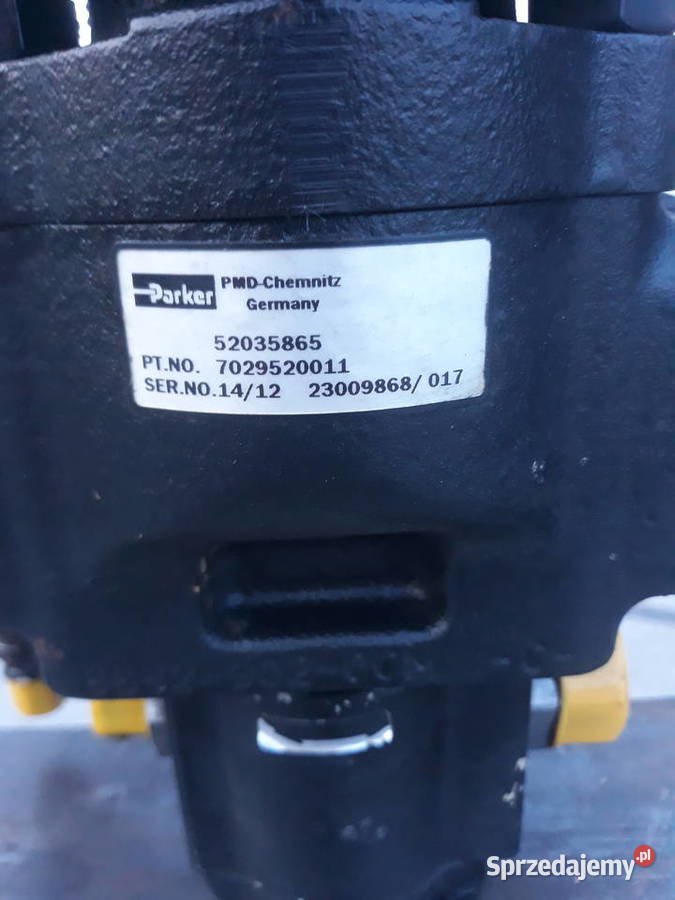 Parker PMD-Chemnitz
Germany
52035865
PT.NO. 7029520011
SER.NO.14/12 23009868/ 017
Sprzedajemy.pl